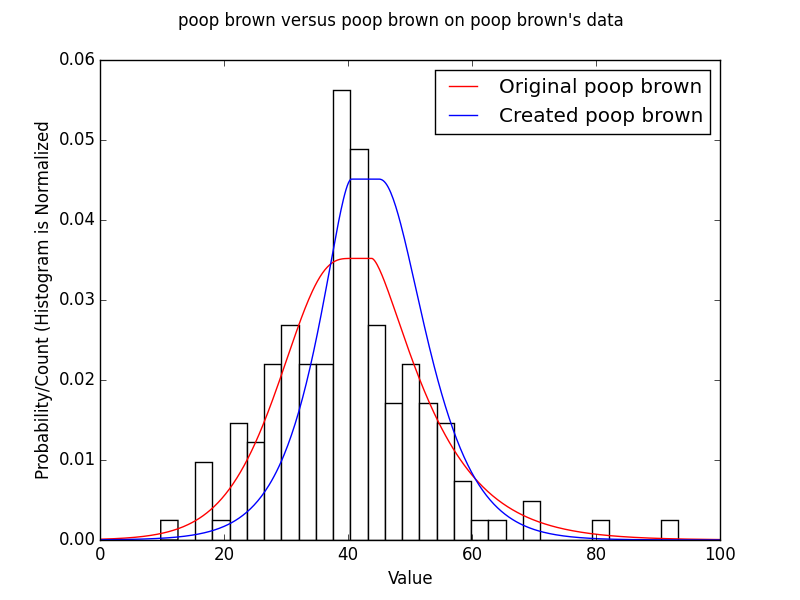 poop brown versus poop brown on poop brown's data
0.06
0.05
0.04
0.03
0.02
0.01
0.00
Probability/Count (Histogram is Normalized
Original poop brown
Created poop brown
0 20 40 60 80 100
Value